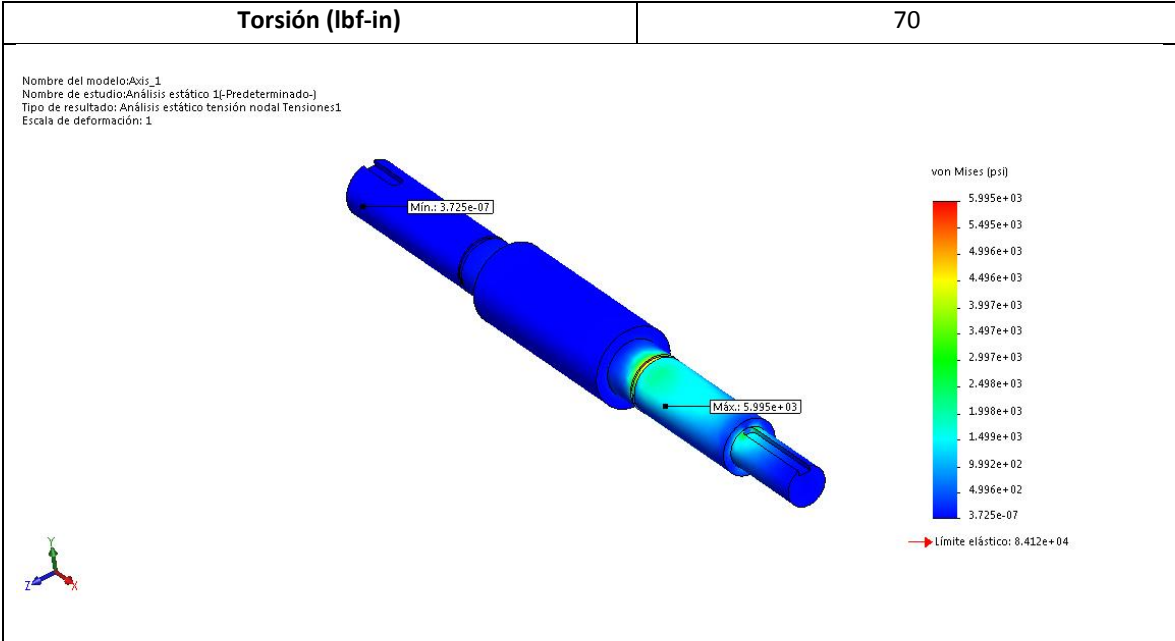 Torsión (lbf-in) 70
Nombre del modelo:Axis_1
Nombre de estudio:Análisis estático 1(-Predeterminado-)
Tipo de resultado: Análisis estático tensión nodal Tensiones1
Escala de deformación: 1
von Mises (psi)
5.995e+03
5.495e+03
4.996e+03
4.496e+03
3.997e+03
3.497e+03
2.997e+03
2.498e+03
1.998e+03
1.499e+03
9.992e+02
4.996e+02
3.725e-07
Límite elástico: 8.412e+04
Mín.: 3.725e-07
Máx.: 5.995e+03
Y
Z
X